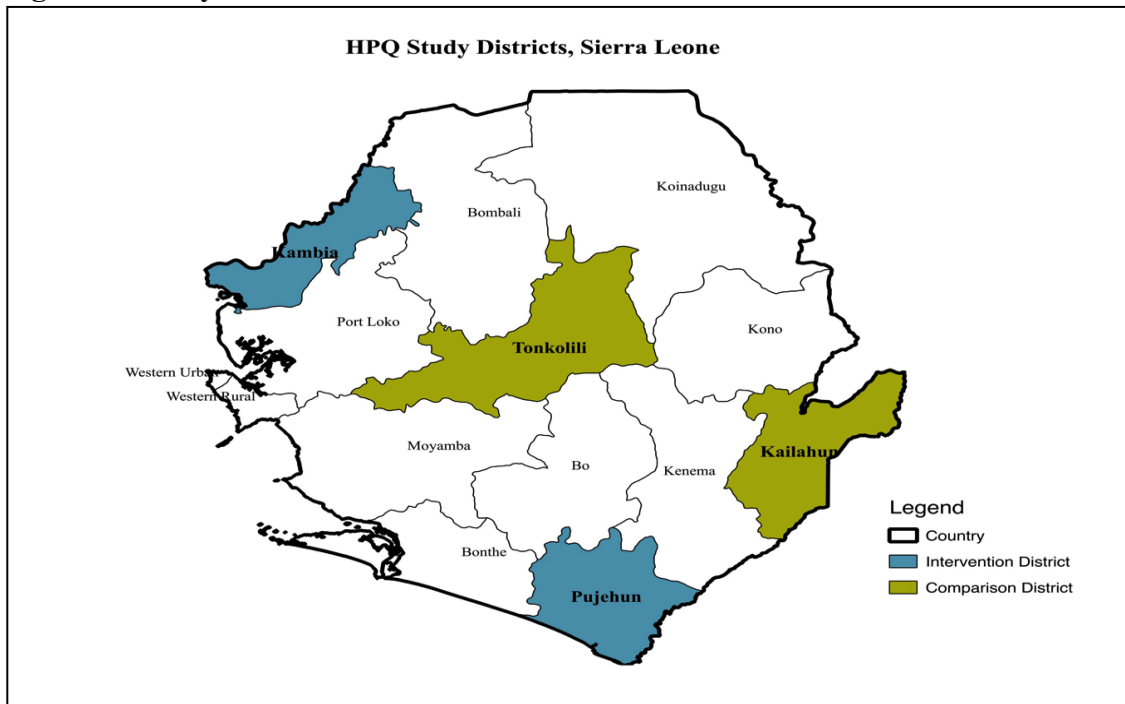 HPQ Study Districts, Sierra Leone
Koinadugu
Bombali
Kambia
Port Loko
Kono
Tonkolili
Western Urban
Western Rural
Moyamba
Kailahun
Bo
Kenema
Bonthe
Pujehun
Legend
Country
Intervention District
Comparison District